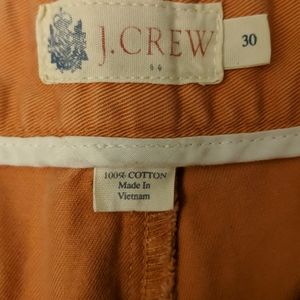 J.CREW
30
100% COTTON
Made In
Vietnam